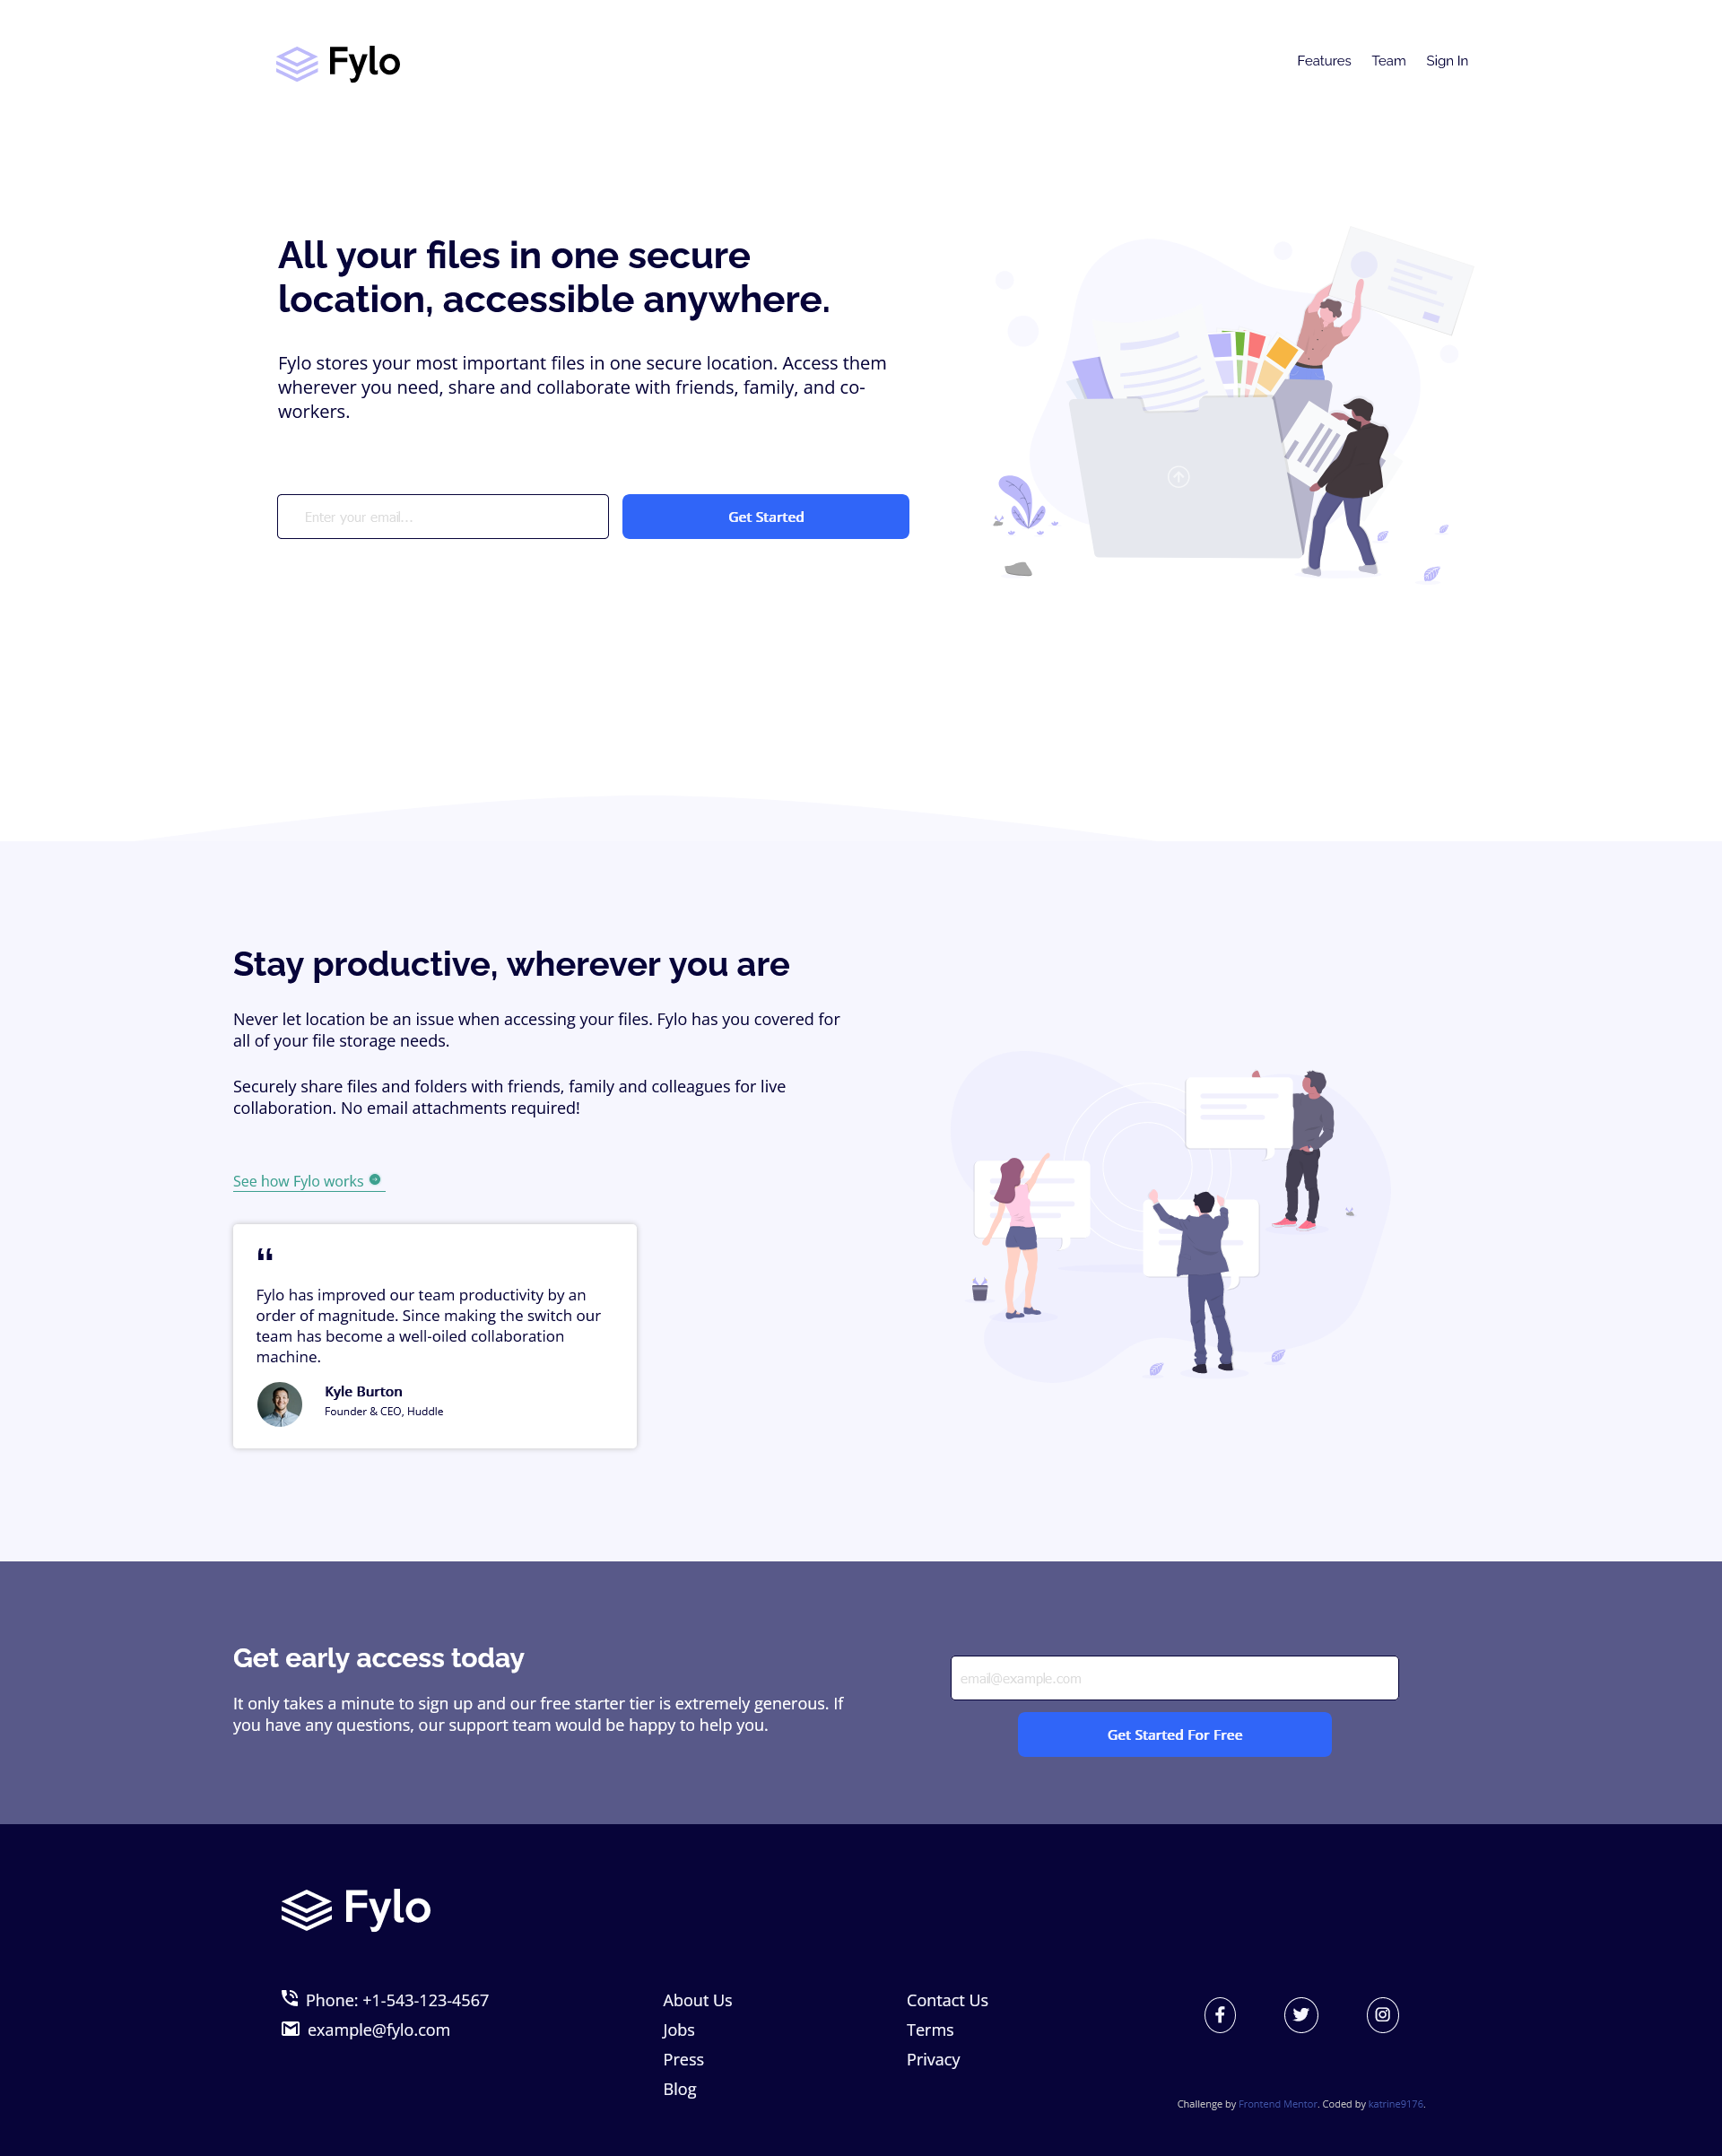 Fylo
Features Team Sign In
All your files in one secure
location, accessible anywhere.
Fylo stores your most important files in one secure location. Access them
wherever you need, share and collaborate with friends, family, and co-
workers.
Enter your email...
Get Started
Stay productive, wherever you are
Never let location be an issue when accessing your files. Fylo has you covered for
all of your file storage needs.
Securely share files and folders with friends, family and colleagues for live
collaboration. No email attachments required!
See how Fylo works
“
Fylo has improved our team productivity by an
order of magnitude. Since making the switch our
team has become a well-oiled collaboration
machine.
Kyle Burton
Founder & CEO, Huddle
Get early access today
It only takes a minute to sign up and our free starter tier is extremely generous. If
you have any questions, our support team would be happy to help you.
email@example.com
Get Started For Free
Fylo
Phone: +1-543-123-4567
example@fylo.com
About Us
Jobs
Press
Blog
Contact Us
Terms
Privacy
Challenge by Frontend Mentor. Coded by katrine9176.